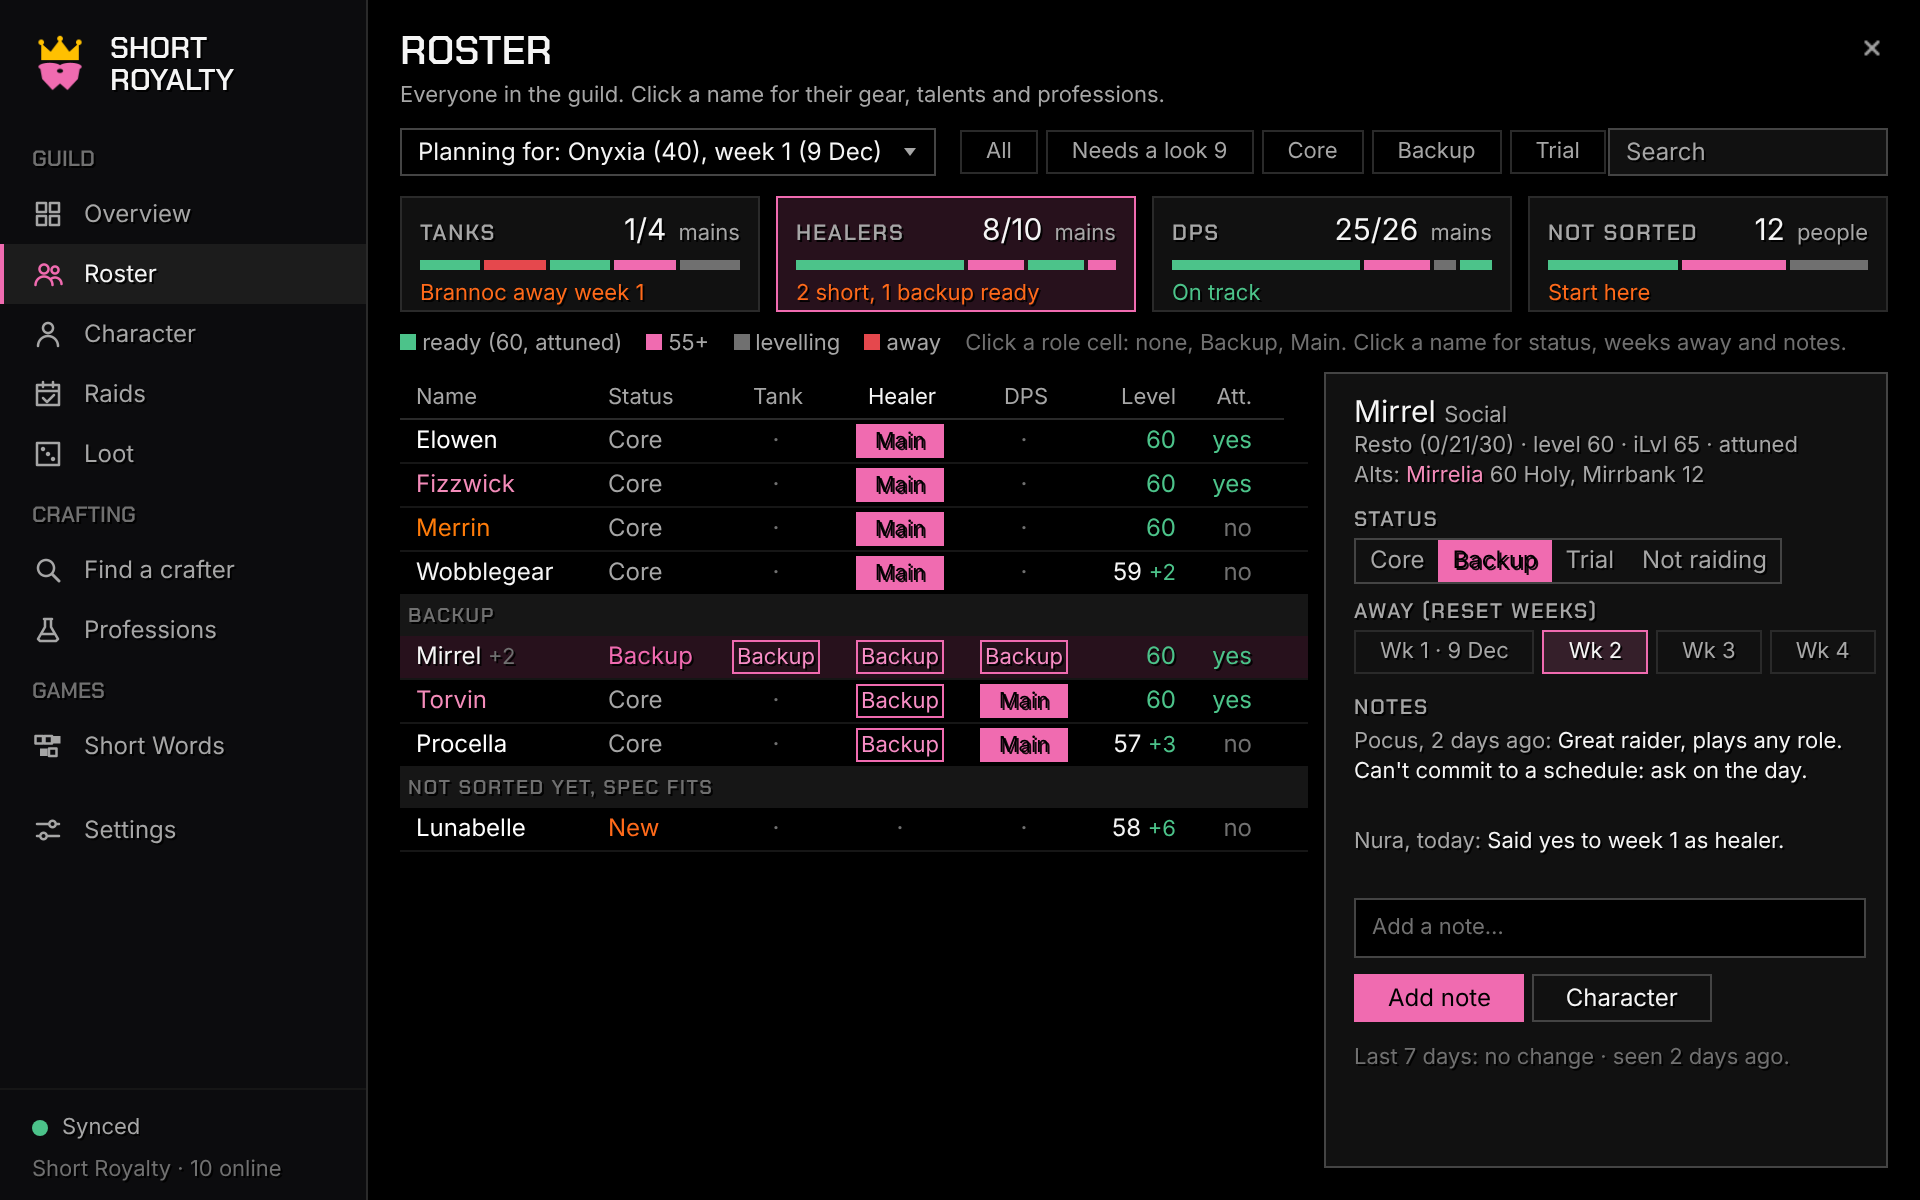 SHORT
ROYALTY
GUILD
Overview
Roster
Character
Raids
Loot
CRAFTING
Find a crafter
Professions
GAMES
Short Words
Settings
Synced
Short Royalty · 10 online
ROSTER
Everyone in the guild. Click a name for their gear, talents and professions.
Planning for: Onyxia (40), week 1 (9 Dec)
All
Needs a look 9
Core
Backup
Trial
Search
TANKS 1/4 mains
Brannoc away week 1
HEALERS 8/10 mains
2 short, 1 backup ready
DPS 25/26 mains
On track
NOT SORTED 12 people
Start here
ready (60, attuned) 55+ levelling away Click a role cell: none, Backup, Main. Click a name for status, weeks away and notes.
Name Status Tank Healer DPS Level Att.
Elowen Core · Main · 60 yes
Fizzwick Core · Main · 60 yes
Merrin Core · Main · 60 no
Wobblegear Core · Main · 59 +2 no
BACKUP
Mirrel +2 Backup Backup Backup Backup 60 yes
Torvin Core · Backup Main 60 yes
Procella Core · Backup Main 57 +3 no
NOT SORTED YET, SPEC FITS
Lunabelle New · · · 58 +6 no
Mirrel Social
Resto (0/21/30) · level 60 · iLvl 65 · attuned
Alts: Mirrelia 60 Holy, Mirrbank 12
STATUS
Core Backup Trial Not raiding
AWAY (RESET WEEKS)
Wk 1 · 9 Dec Wk 2 Wk 3 Wk 4
NOTES
Pocus, 2 days ago: Great raider, plays any role.
Can't commit to a schedule: ask on the day.
Nura, today: Said yes to week 1 as healer.
Add a note...
Add note Character
Last 7 days: no change · seen 2 days ago.